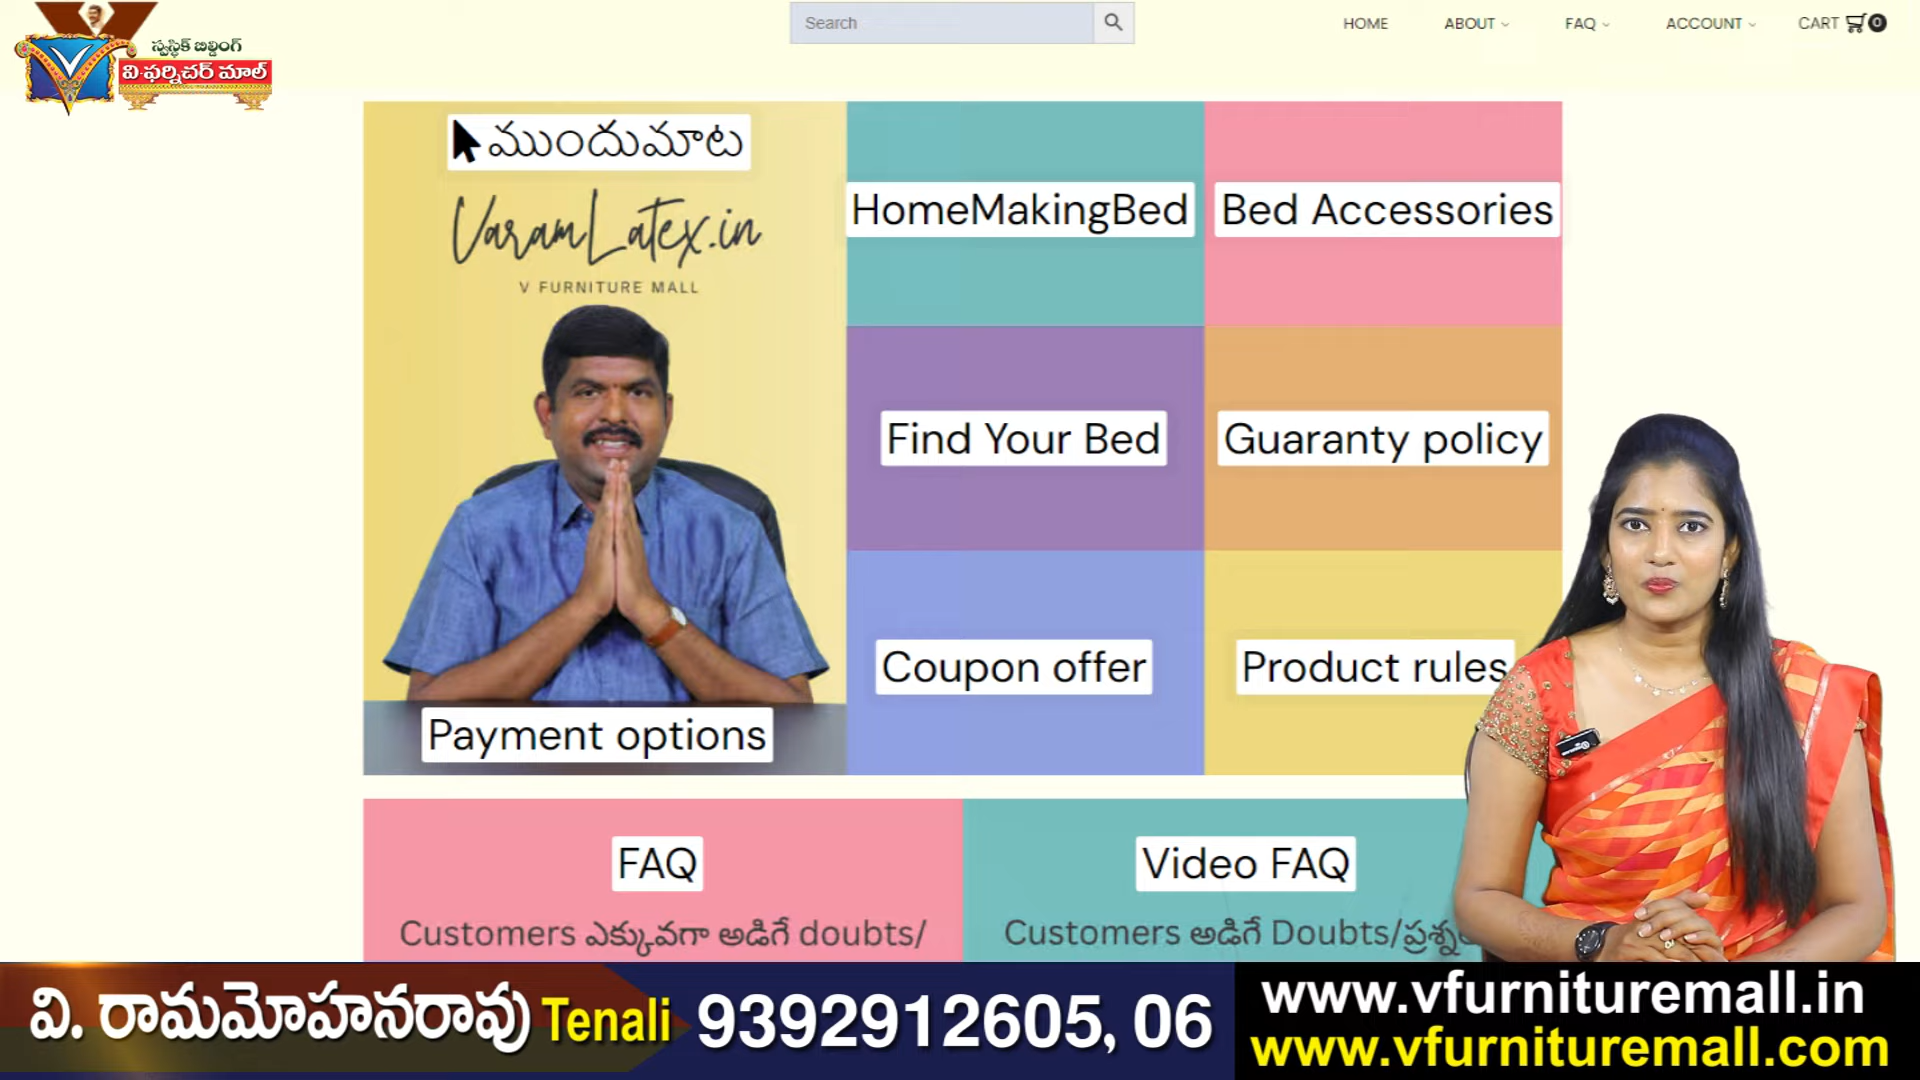 స్వస్తిక్ బిల్డింగ్
వి-ఫర్నిచర్ మాల్
Search
HOME
ABOUT
FAQ
ACCOUNT
CART 0
ముందుమాట
VaramLatex.in
V FURNITURE MALL
HomeMakingBed
Bed Accessories
Find Your Bed
Guaranty policy
Coupon offer
Product rules
Payment options
FAQ
Customers ఎక్కువగా అడిగే doubts/
Video FAQ
Customers అడిగే Doubts/ప్రశ్న
వి. రామమోహనరావు Tenali
9392912605, 06
www.vfurnituremall.in
www.vfurnituremall.com